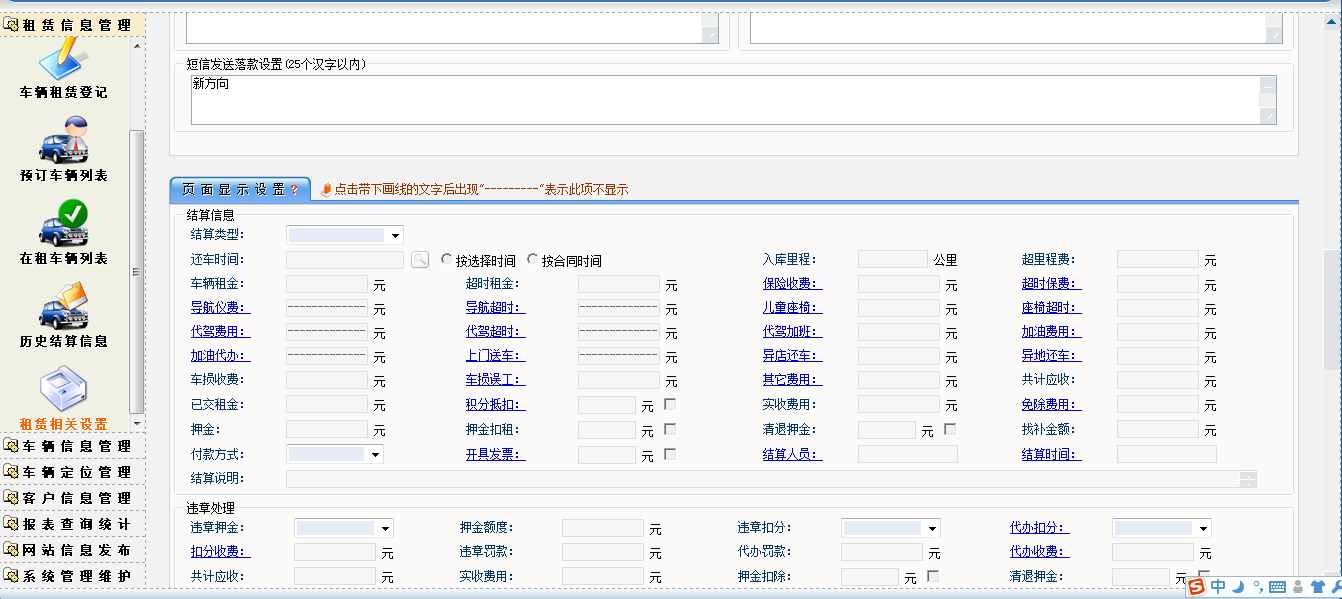 租赁信息管理
车辆租赁登记
预订车辆列表
在租车辆列表
历史结算信息
租赁相关设置
车辆信息管理
车辆定位管理
客户信息管理
报表查询统计
网站信息发布
系统管理维护
短信发送落款设置(25个汉字以内)
新方向
页面显示设置? 点击带下画线的文字后出现“---------“表示此项不显示
结算信息
结算类型:
还车时间: 按选择时间 按合同时间 入库里程: 公里 超里程费: 元
车辆租金: 元 超时租金: 元 保险收费: 元 超时保费: 元
导航仪费: ------------- 元 导航超时: ------------- 元 儿童座椅: 元 座椅超时: 元
代驾费用: ------------- 元 代驾超时: ------------- 元 代驾加班: 元 加油费用: 元
加油代办: ------------- 元 上门送车: ------------- 元 异店还车: 元 异地还车: 元
车损收费: 元 车损误工: 元 其它费用: 元 共计应收: 元
已交租金: 元 积分抵扣: 元 实收费用: 元 免除费用: 元
押金: 元 押金扣租: 元 清退押金: 元 找补金额: 元
付款方式: 开具发票: 元 结算人员: 结算时间:
结算说明:
违章处理
违章押金: 押金额度: 元 违章扣分: 代办扣分:
扣分收费: 元 违章罚款: 元 代办罚款: 元 代办收费: 元
共计应收: 元 实收费用: 元 押金扣除: 元 清退押金: 元
S 中